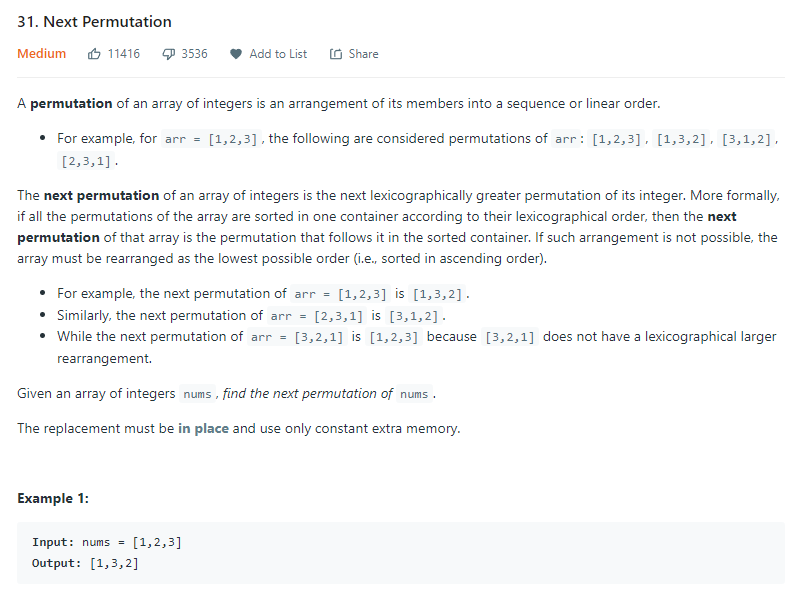 31. Next Permutation
Medium 11416 3536 Add to List Share
A permutation of an array of integers is an arrangement of its members into a sequence or linear order.
• For example, for arr = [1,2,3], the following are considered permutations of arr: [1,2,3], [1,3,2], [3,1,2],
[2,3,1].
The next permutation of an array of integers is the next lexicographically greater permutation of its integer. More formally,
if all the permutations of the array are sorted in one container according to their lexicographical order, then the next
permutation of that array is the permutation that follows it in the sorted container. If such arrangement is not possible, the
array must be rearranged as the lowest possible order (i.e., sorted in ascending order).
• For example, the next permutation of arr = [1,2,3] is [1,3,2].
• Similarly, the next permutation of arr = [2,3,1] is [3,1,2].
• While the next permutation of arr = [3,2,1] is [1,2,3] because [3,2,1] does not have a lexicographical larger
rearrangement.
Given an array of integers nums, find the next permutation of nums.
The replacement must be in place and use only constant extra memory.
Example 1:
Input: nums = [1,2,3]
Output: [1,3,2]